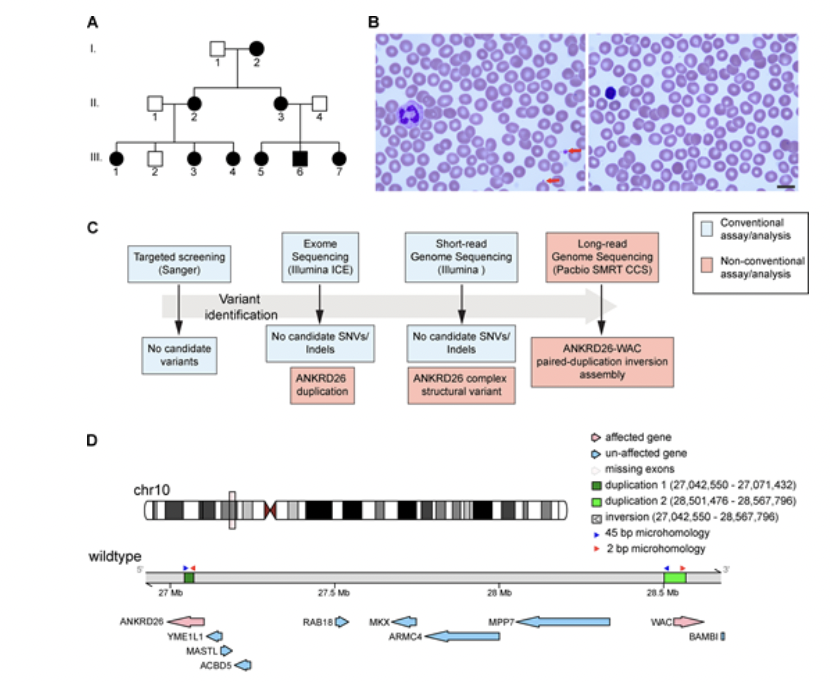 A
B
I.
1
2
II.
1
2
3
4
III.
1
2
3
4
5
6
7
C
Targeted screening
(Sanger)
Exome
Sequencing
(Illumina ICE)
Short-read
Genome Sequencing
(Illumina )
Long-read
Genome Sequencing
(Pacbio SMRT CCS)
Conventional
assay/analysis
Non-conventional
assay/analysis
Variant
identification
No candidate
variants
No candidate SNVs/
Indels
ANKRD26
duplication
No candidate SNVs/
Indels
ANKRD26 complex
structural variant
ANKRD26-WAC
paired-duplication inversion
assembly
D
affected gene
un-affected gene
missing exons
duplication 1 (27,042,550 - 27,071,432)
duplication 2 (28,501,476 - 28,567,796)
inversion (27,042,550 - 28,567,796)
45 bp microhomology
2 bp microhomology
chr10
wildtype
5'
3'
27 Mb
27.5 Mb
28 Mb
28.5 Mb
ANKRD26
RAB18
MKX
MPP7
WAC
YME1L1
ARMC4
BAMBI
MASTL
ACBD5